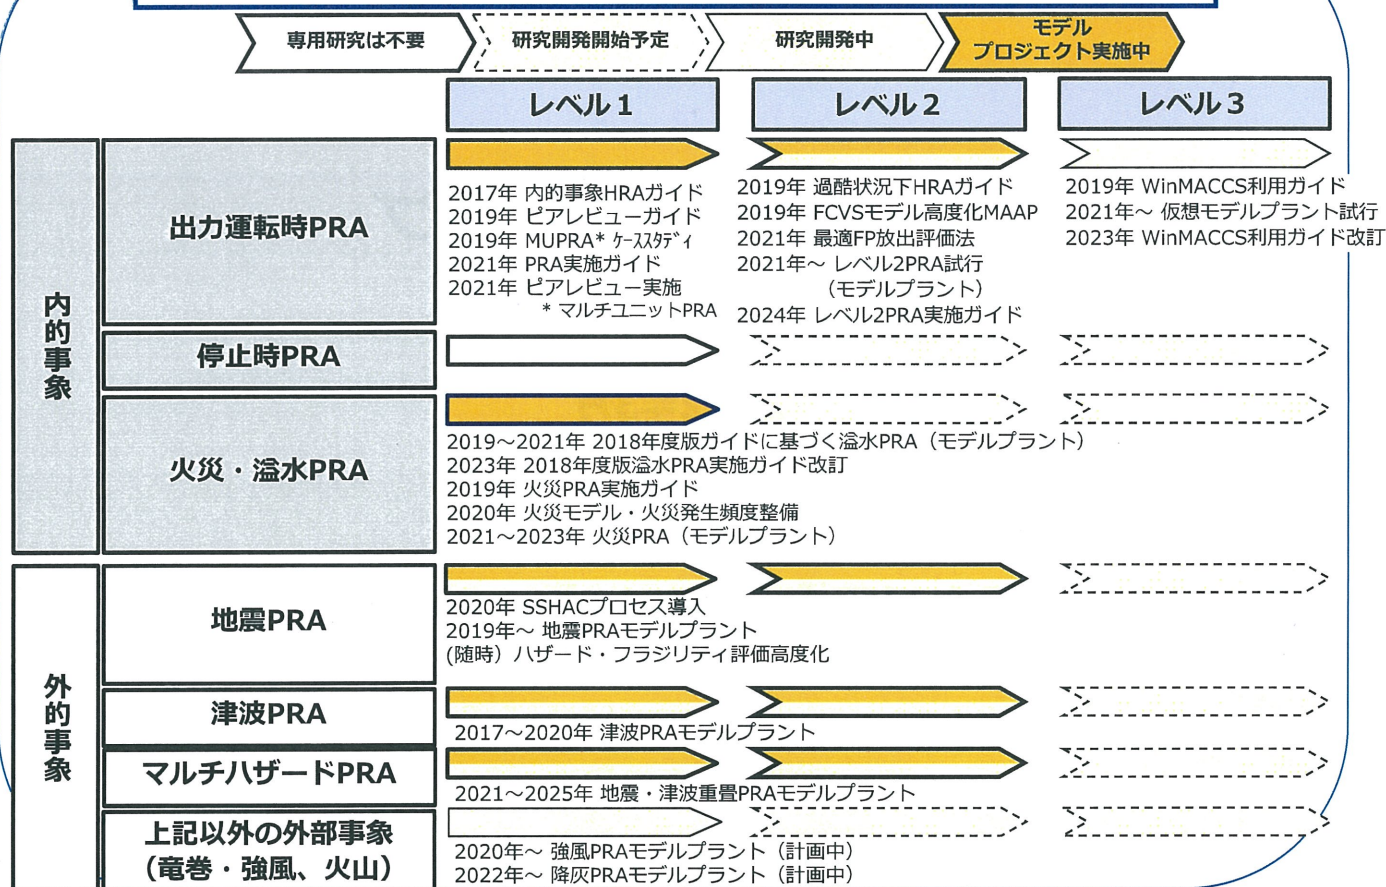 専用研究は不要
研究開発開始予定
研究開発中
モデル
プロジェクト実施中
レベル1
レベル2
レベル3
内的事象
出力運転時PRA
2017年 内的事象HRAガイド
2019年 ピアレビューガイド
2019年 MUPRA* ｹｰｽｽﾀﾃﾞｨ
2021年 PRA実施ガイド
2021年 ピアレビュー実施
* マルチユニットPRA
2019年 過酷状況下HRAガイド
2019年 FCVSモデル高度化MAAP
2021年 最適FP放出評価法
2021年～ レベル2PRA試行
（モデルプラント）
2024年 レベル2PRA実施ガイド
2019年 WinMACCS利用ガイド
2021年～ 仮想モデルプラント試行
2023年 WinMACCS利用ガイド改訂
停止時PRA
火災・溢水PRA
2019～2021年 2018年度版ガイドに基づく溢水PRA（モデルプラント）
2023年 2018年度版溢水PRA実施ガイド改訂
2019年 火災PRA実施ガイド
2020年 火災モデル・火災発生頻度整備
2021～2023年 火災PRA（モデルプラント）
外的事象
地震PRA
2020年 SSHACプロセス導入
2019年～ 地震PRAモデルプラント
(随時）ハザード・フラジリティ評価高度化
津波PRA
2017～2020年 津波PRAモデルプラント
マルチハザードPRA
2021～2025年 地震・津波重畳PRAモデルプラント
上記以外の外部事象
（竜巻・強風、火山）
2020年～ 強風PRAモデルプラント（計画中）
2022年～ 降灰PRAモデルプラント（計画中）